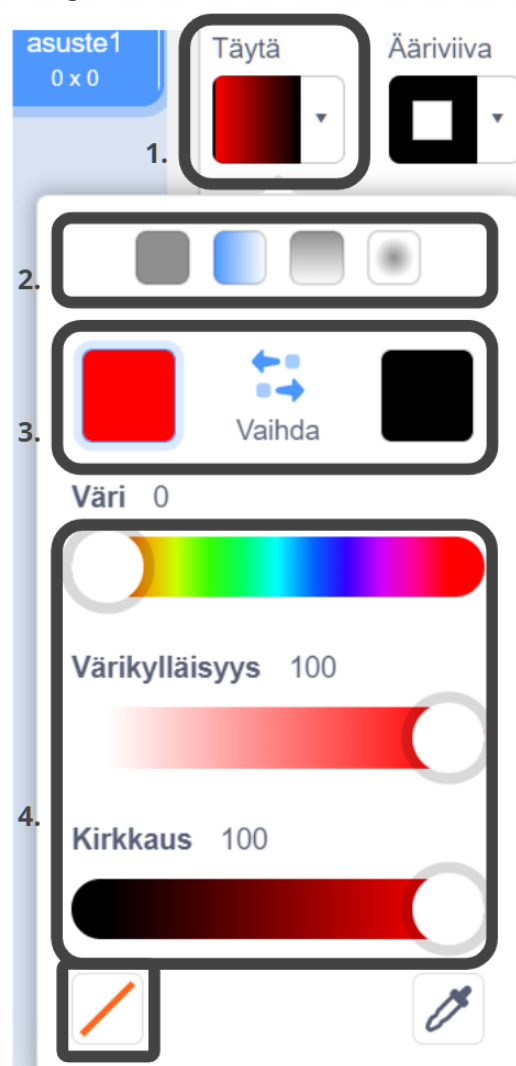 asuste1
0 x 0
Täytä
Ääriviiva
1.
2.
3.
Vaihda
Väri 0
Värikylläisyys 100
4.
Kirkkaus 100